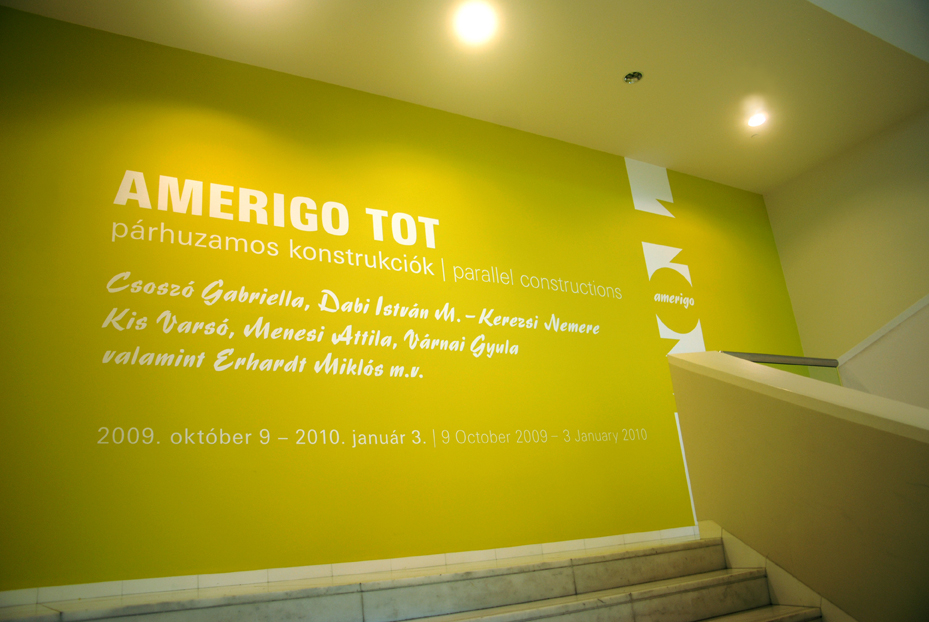 AMERIGO TOT
párhuzamos konstrukciók | parallel constructions
Csoszó Gabriella, Dabi István M. – Kerezsi Nemere
Kis Varsó, Menesi Attila, Várnai Gyula
valamint Erhardt Miklós m.v.
2009. október 9 – 2010. január 3. | 9 October 2009 – 3 January 2010
amerigo